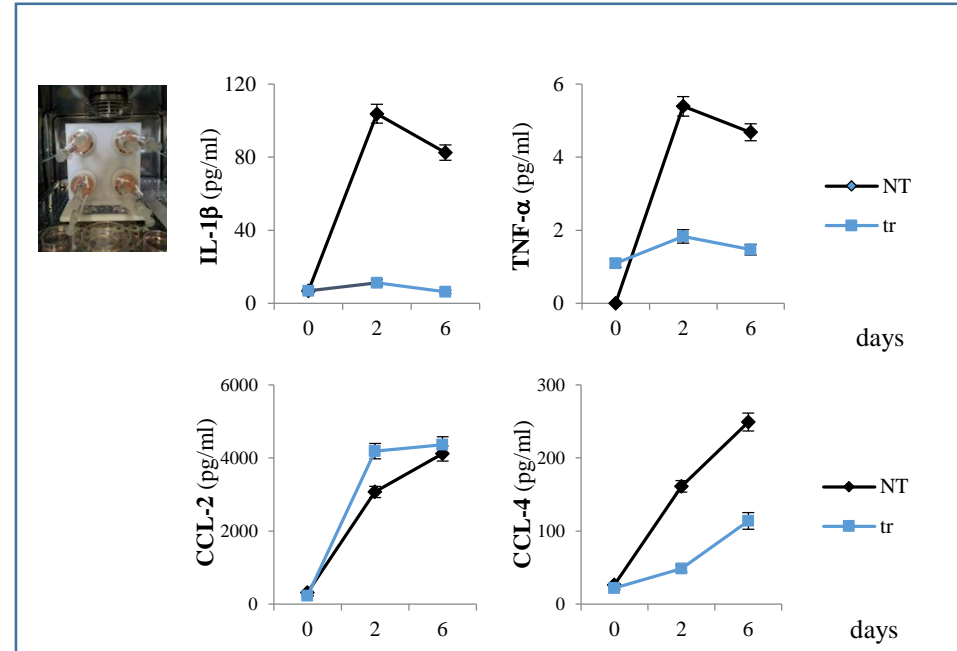 IL-1β (pg/ml)
120
80
40
0
0 2 6
TNF-α (pg/ml)
6
4
2
0
0 2 6
NT
tr
days
CCL-2 (pg/ml)
6000
4000
2000
0
0 2 6
CCL-4 (pg/ml)
300
200
100
0
0 2 6
NT
tr
days